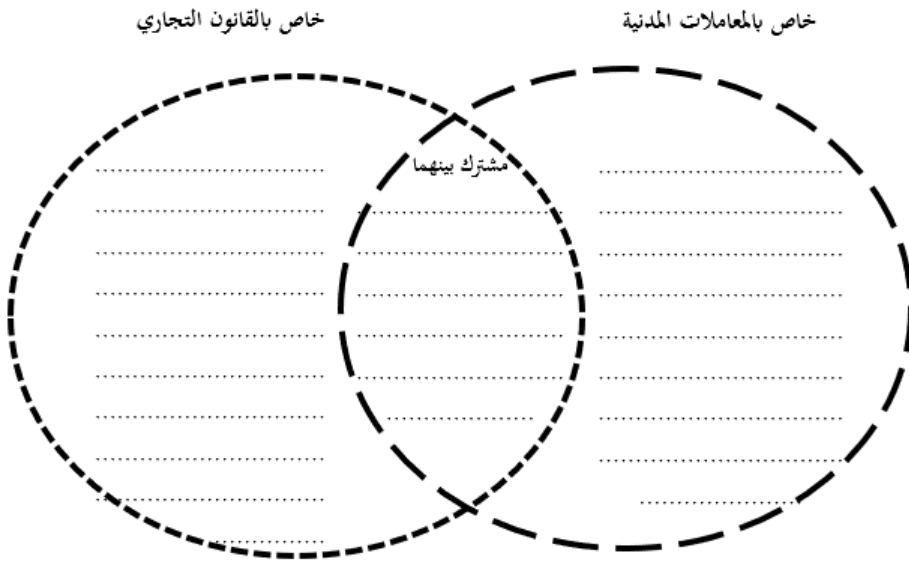 خاص بالمعاملات المدنية
خاص بالقانون التجاري
مشترك بينهما